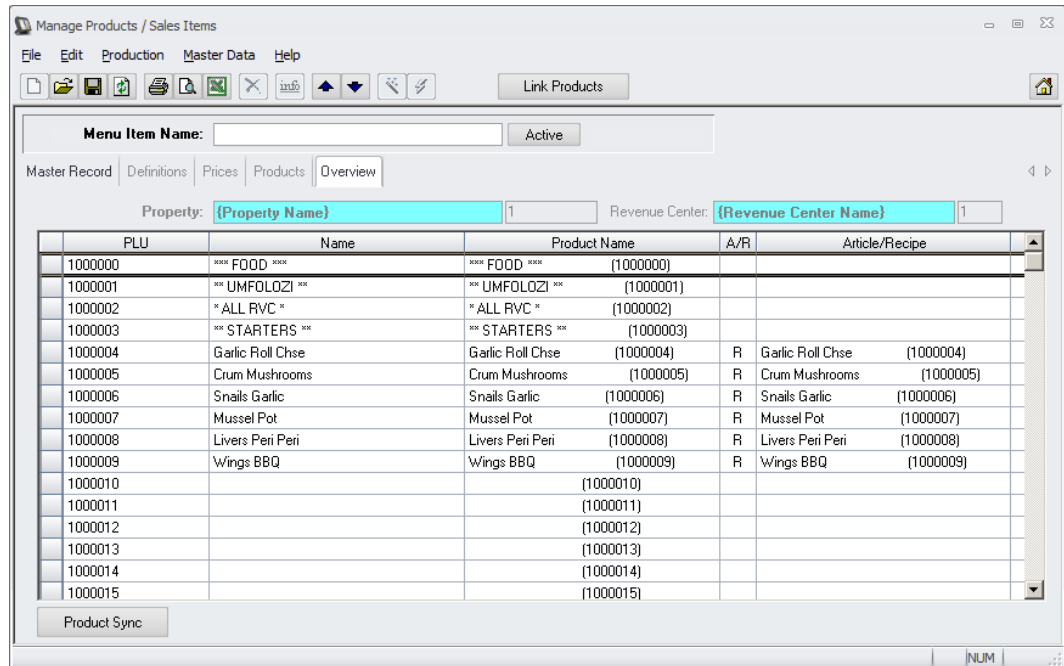 Manage Products / Sales Items
File Edit Production Master Data Help
info Link Products
Menu Item Name: Active
Master Record Definitions Prices Products Overview
Property: {Property Name} 1 Revenue Center: {Revenue Center Name} 1
PLU Name Product Name A/R Article/Recipe
1000000 *** FOOD *** *** FOOD *** (1000000)
1000001 ** UMFOLOZI ** ** UMFOLOZI ** (1000001)
1000002 * ALL RVC * * ALL RVC * (1000002)
1000003 ** STARTERS ** ** STARTERS ** (1000003)
1000004 Garlic Roll Chse Garlic Roll Chse (1000004) R Garlic Roll Chse (1000004)
1000005 Crum Mushrooms Crum Mushrooms (1000005) R Crum Mushrooms (1000005)
1000006 Snails Garlic Snails Garlic (1000006) R Snails Garlic (1000006)
1000007 Mussel Pot Mussel Pot (1000007) R Mussel Pot (1000007)
1000008 Livers Peri Peri Livers Peri Peri (1000008) R Livers Peri Peri (1000008)
1000009 Wings BBQ Wings BBQ (1000009) R Wings BBQ (1000009)
1000010 (1000010)
1000011 (1000011)
1000012 (1000012)
1000013 (1000013)
1000014 (1000014)
1000015 (1000015)
Product Sync
NUM